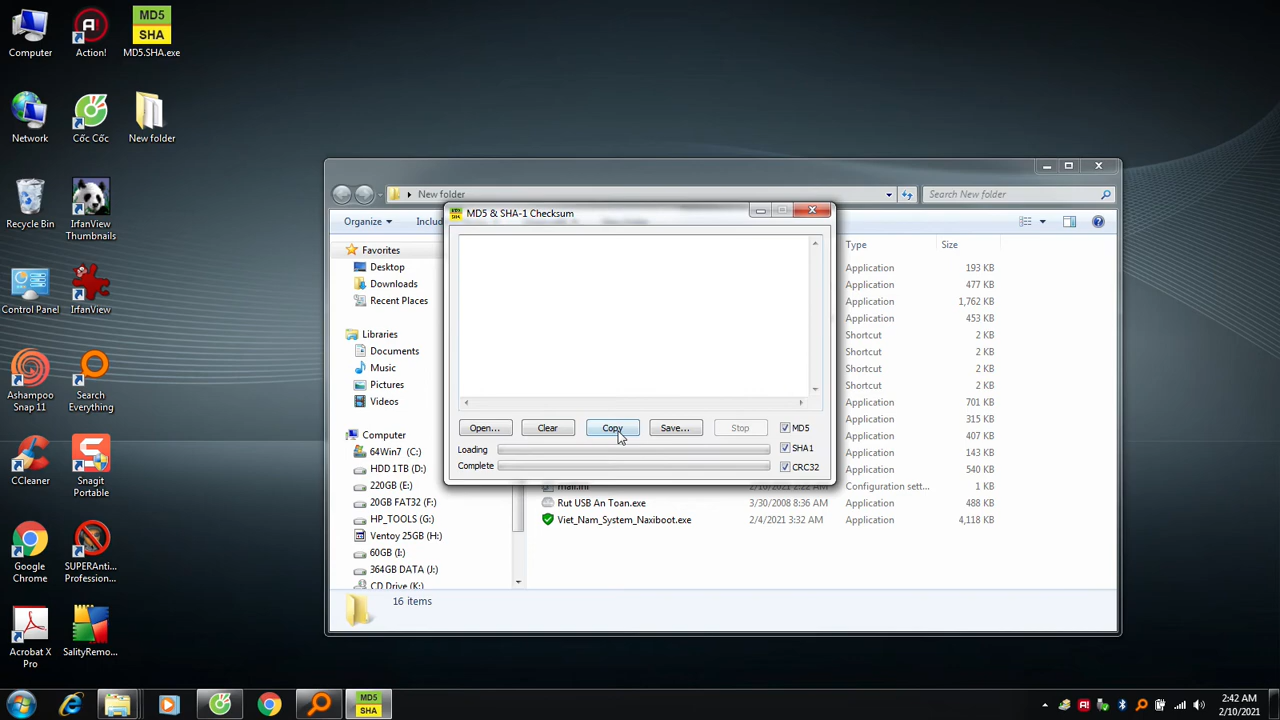 Computer
Action!
MD5
SHA
MD5.SHA.exe
Network
Cốc Cốc
New folder
Recycle Bin
IrfanView
Thumbnails
Control Panel
IrfanView
Ashampoo
Snap 11
Search
Everything
CCleaner
Snagit
Portable
Google
Chrome
SUPERAnti...
Profession...
Acrobat X
Pro
SalityRemo...
New folder
Search New folder
Organize
Includ
Favorites
Desktop
Downloads
Recent Places
Libraries
Documents
Music
Pictures
Videos
Computer
64Win7 (C:)
HDD 1TB (D:)
220GB (E:)
20GB FAT32 (F:)
HP_TOOLS (G:)
Ventoy 25GB (H:)
60GB (I:)
364GB DATA (J:)
CD Drive (K:)
MD5 & SHA-1 Checksum
Open...
Clear
Copy
Save...
Stop
MD5
Loading
SHA1
Complete
CRC32
Type Size
Application 193 KB
Application 477 KB
Application 1,762 KB
Application 453 KB
Shortcut 2 KB
Shortcut 2 KB
Shortcut 2 KB
Shortcut 2 KB
Application 701 KB
Application 315 KB
Application 407 KB
Application 143 KB
Application 540 KB
2/10/2021 2:22 AM Configuration sett... 1 KB
Rut USB An Toan.exe 3/30/2008 8:36 AM Application 488 KB
Viet_Nam_System_Naxiboot.exe 2/4/2021 3:32 AM Application 4,118 KB
16 items
MD5
SHA
2:42 AM
2/10/2021